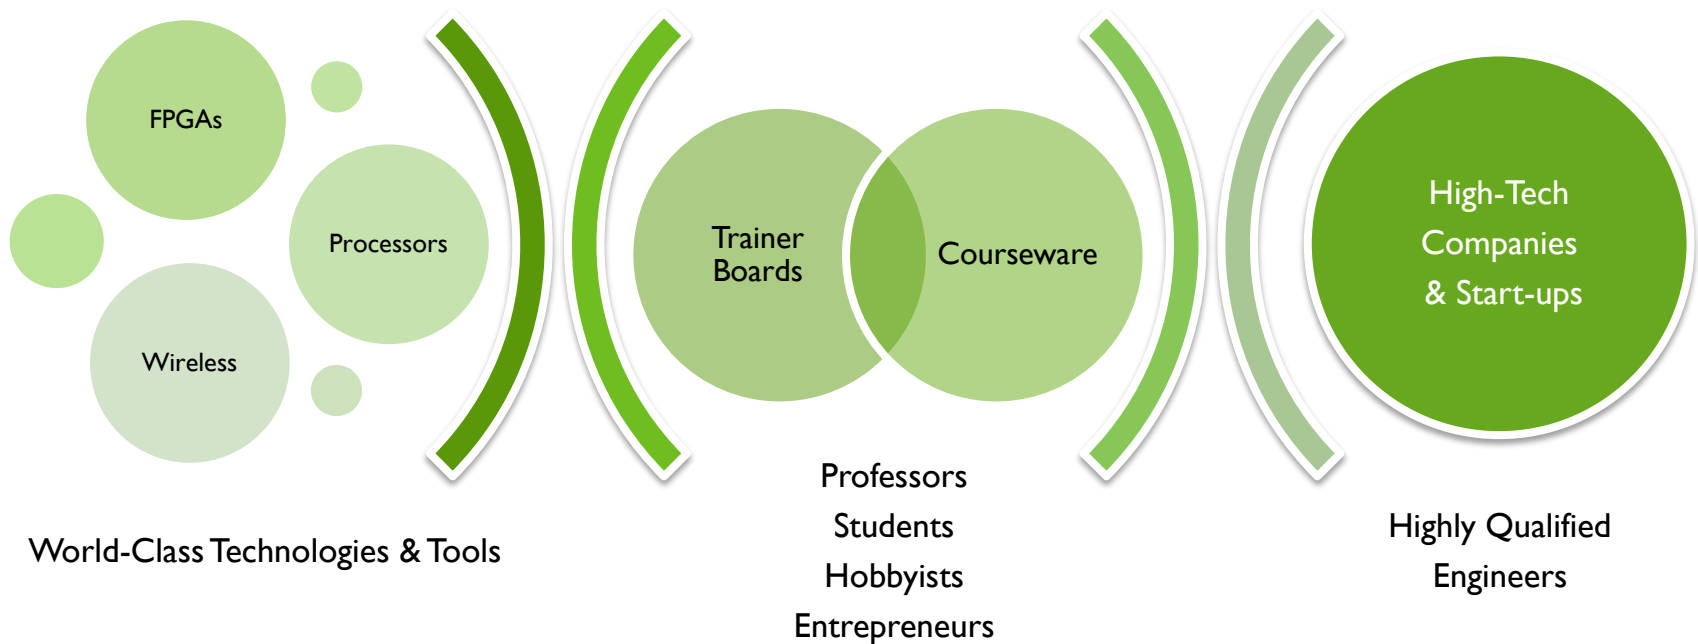 FPGAs
Processors
Wireless
World-Class Technologies & Tools
Trainer
Boards
Courseware
Professors
Students
Hobbyists
Entrepreneurs
High-Tech
Companies
& Start-ups
Highly Qualified
Engineers